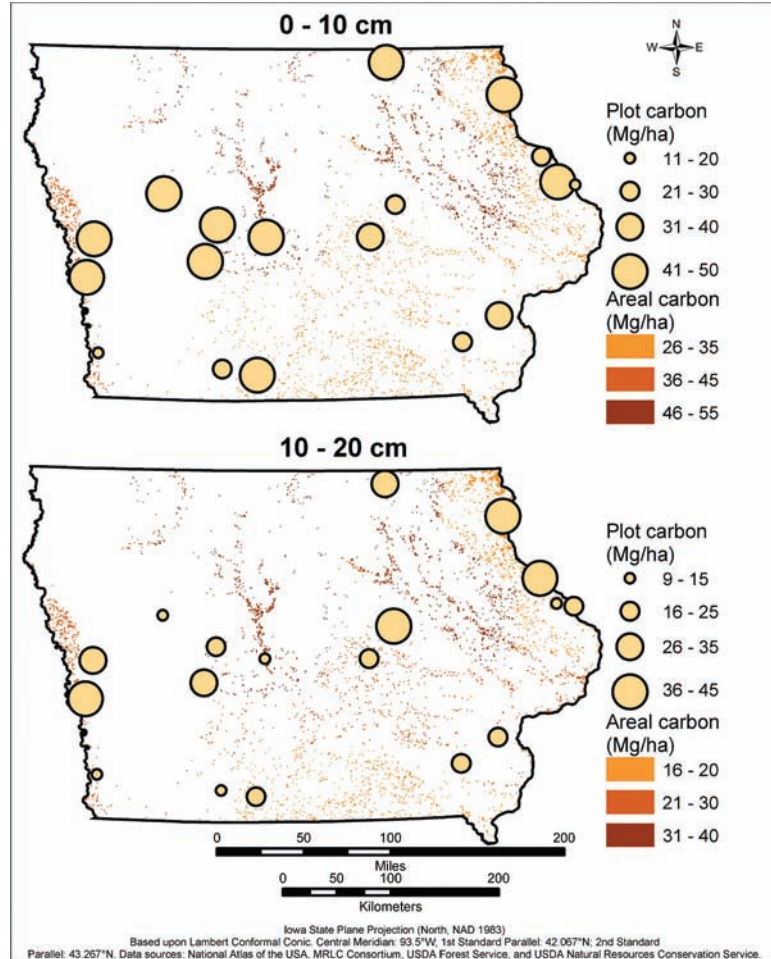 0 - 10 cm
N
W E
S
Plot carbon
(Mg/ha)
11 - 20
21 - 30
31 - 40
41 - 50
Areal carbon
(Mg/ha)
26 - 35
36 - 45
46 - 55
10 - 20 cm
Plot carbon
(Mg/ha)
9 - 15
16 - 25
26 - 35
36 - 45
Areal carbon
(Mg/ha)
16 - 20
21 - 30
31 - 40
0 50 100 200
Miles
0 50 100 200
Kilometers
Iowa State Plane Projection (North, NAD 1983)
Based upon Lambert Conformal Conic. Central Meridian: 93.5°W; 1st Standard Parallel: 42.067°N; 2nd Standard
Parallel: 43.267°N. Data sources: National Atlas of the USA, MRLC Consortium, USDA Forest Service, and USDA Natural Resources Conservation Service.